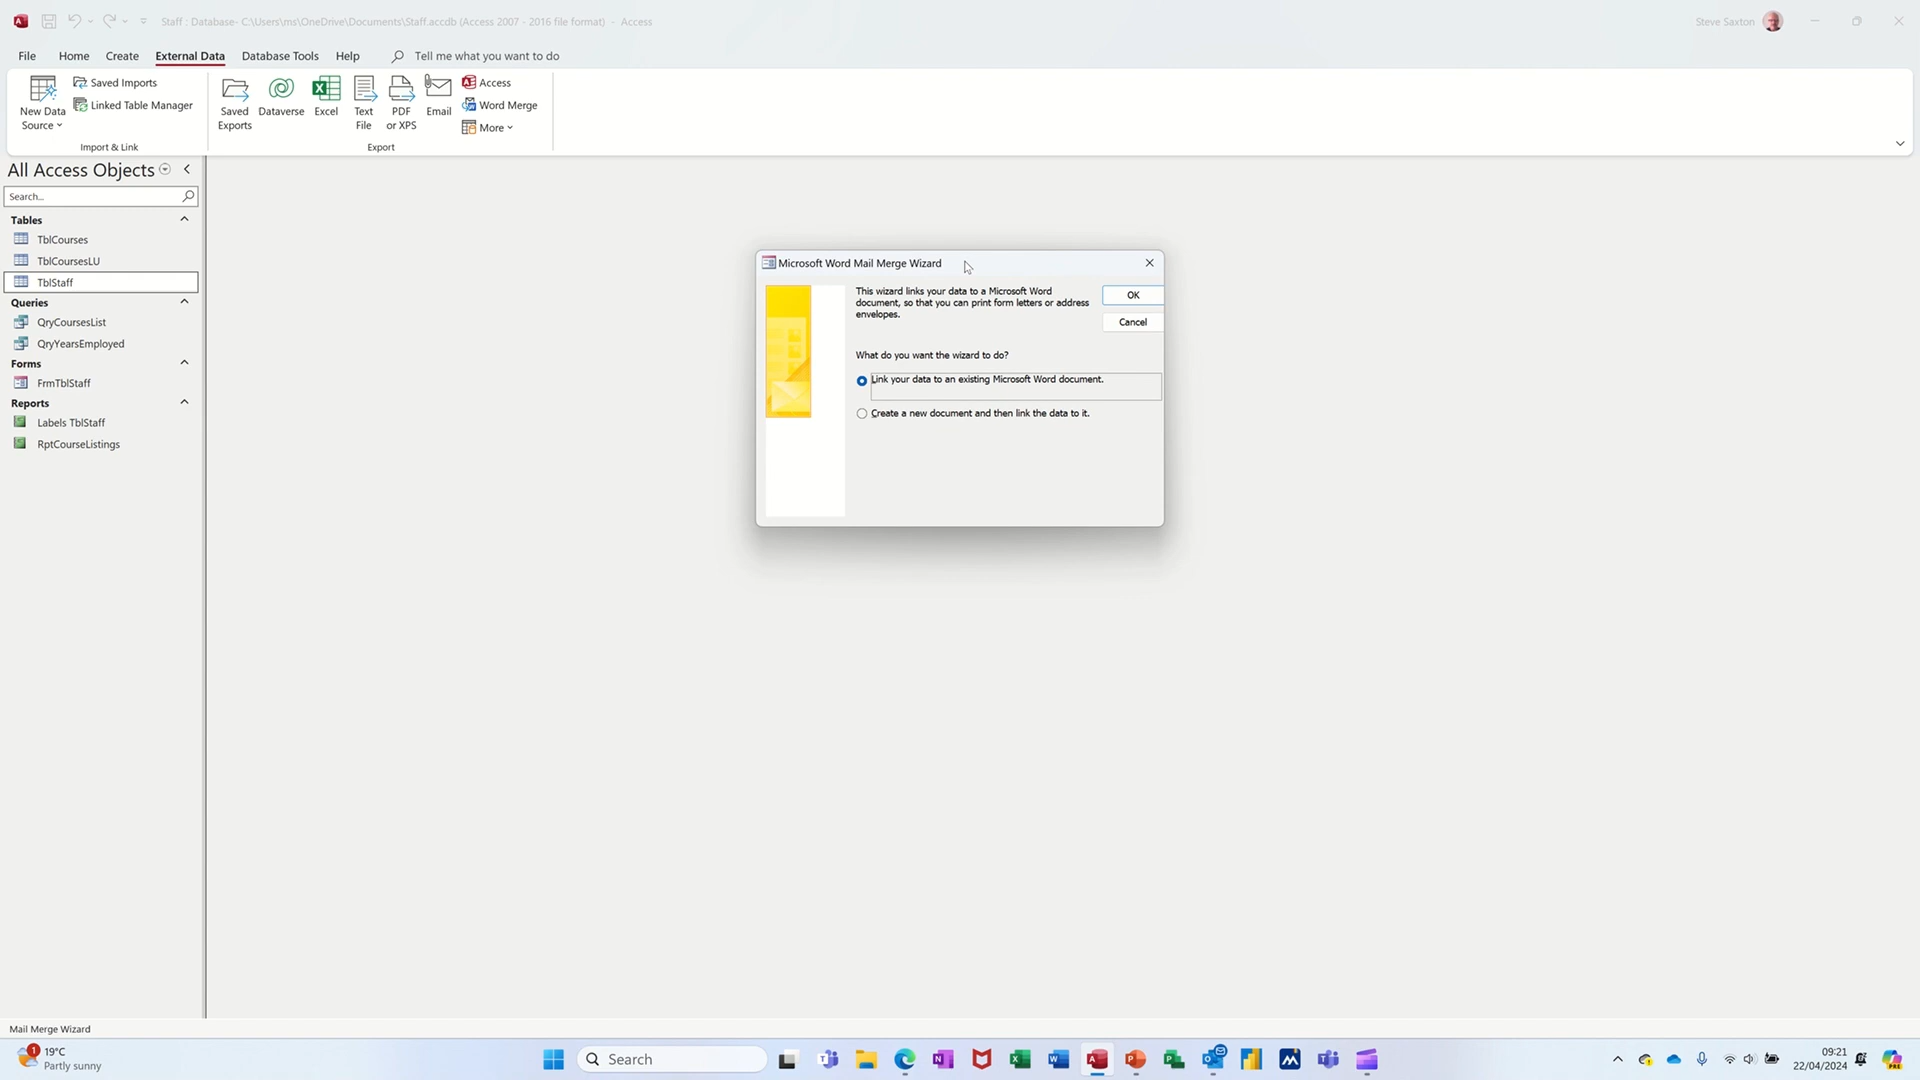 Staff : Database- C:\Users\ms\OneDrive\Documents\Staff.accdb (Access 2007 - 2016 file format) - Access
Steve Saxton
File Home Create External Data Database Tools Help Tell me what you want to do
New Data Source
Saved Imports
Linked Table Manager
Import & Link
Saved Exports
Dataverse
Excel
Text File
PDF or XPS
Email
Access
Word Merge
More
Export
All Access Objects
Search...
Tables
TblCourses
TblCoursesLU
TblStaff
Queries
QryCoursesList
QryYearsEmployed
Forms
FrmTblStaff
Reports
Labels TblStaff
RptCourseListings
Microsoft Word Mail Merge Wizard
This wizard links your data to a Microsoft Word
document, so that you can print form letters or address
envelopes.
OK
Cancel
What do you want the wizard to do?
Link your data to an existing Microsoft Word document.
Create a new document and then link the data to it.
Mail Merge Wizard
1
19°C
Partly sunny
Search
09:21
22/04/2024
PRE